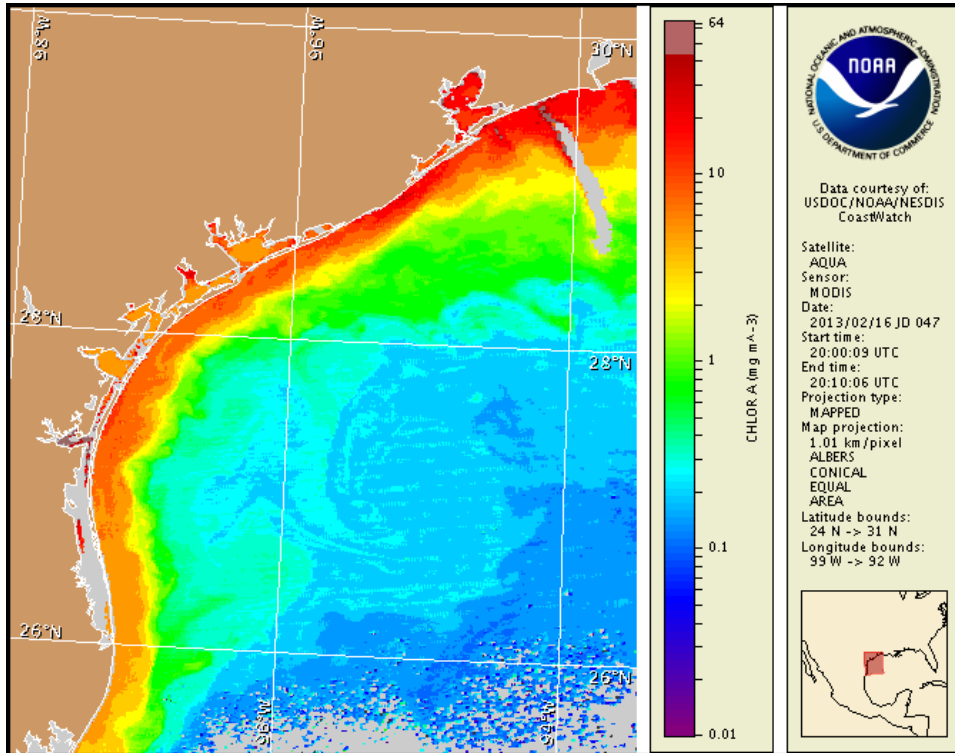 98°W
96°W
30°N
28°N
28°N
26°N
26°N
96°W
94°W
64
10
1
0.1
0.01
CHLOR A (mg m^-3)
NATIONAL OCEANIC AND ATMOSPHERIC ADMINISTRATION
NOAA
U.S. DEPARTMENT OF COMMERCE
Data courtesy of:
USDOC/NOAA/NESDIS
CoastWatch
Satellite:
AQUA
Sensor:
MODIS
Date:
2013/02/16 JD 047
Start time:
20:00:09 UTC
End time:
20:10:06 UTC
Projection type:
MAPPED
Map projection:
1.01 km/pixel
ALBERS
CONICAL
EQUAL
AREA
Latitude bounds:
24 N -> 31 N
Longitude bounds:
99 W -> 92 W